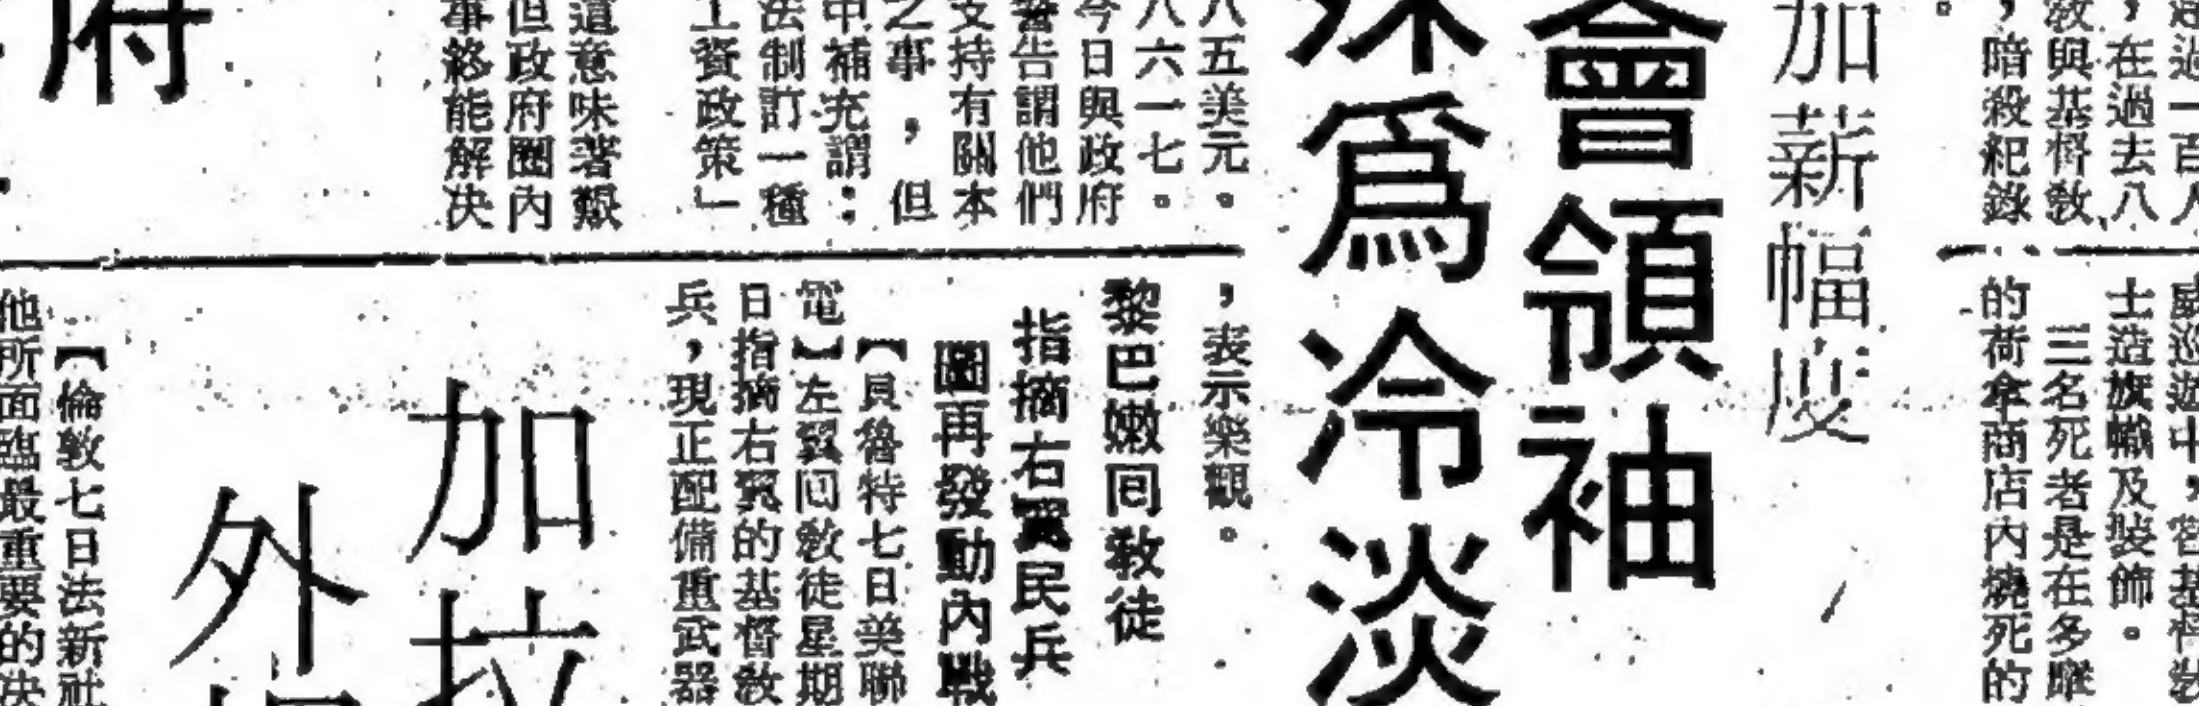 ，暗殺紀錄
教與基督教
，在過去八
的荷傘商店內燒死的
三名死者是在多
士造旗幟及裝飾。
加薪幅度
會領袖
為冷淡
八五美元。
八六一七。
今日與政府
警告謂他們
支持有關本
之事，但
中補充謂：
法制訂一種
工資政策」
這意味著艱
但政府圈內
事終能解決
府
，表示樂觀。
黎巴嫩回教徒
指摘右翼民兵
圖再發動內戰
【貝魯特七日美聯
電】左翼回教徒星期
日指摘右翼的基督教
兵，現正配備重武器
加拉
外
【倫敦七日法新社
他所面臨最重要的決